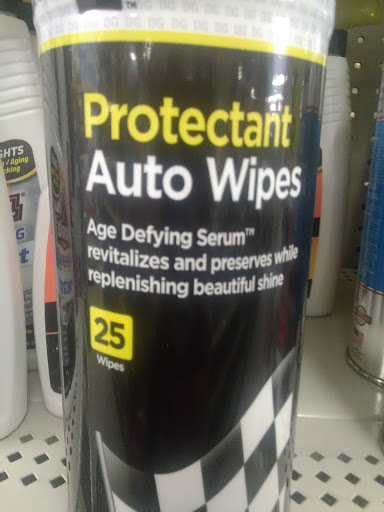 Protectant
Auto Wipes
Age Defying Serum™
revitalizes and preserves while
replenishing beautiful shine
25
Wipes